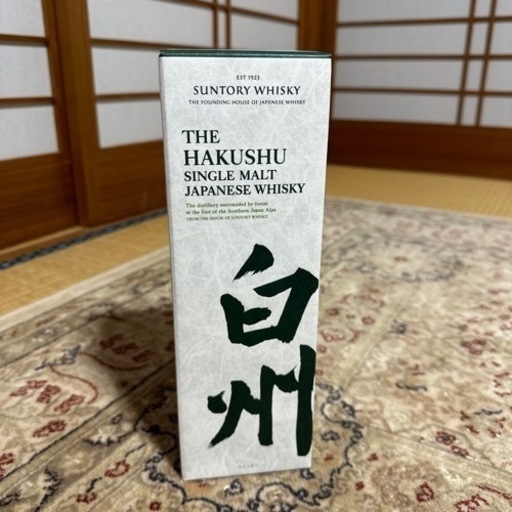 EST 1923
SUNTORY WHISKY
THE FOUNDING HOUSE OF JAPANESE WHISKY
THE
HAKUSHU
SINGLE MALT
JAPANESE WHISKY
The distillery surrounded by forest
at the foot of the Southern Japan Alps
FROM THE HOUSE OF SUNTORY WHISKY
白
州